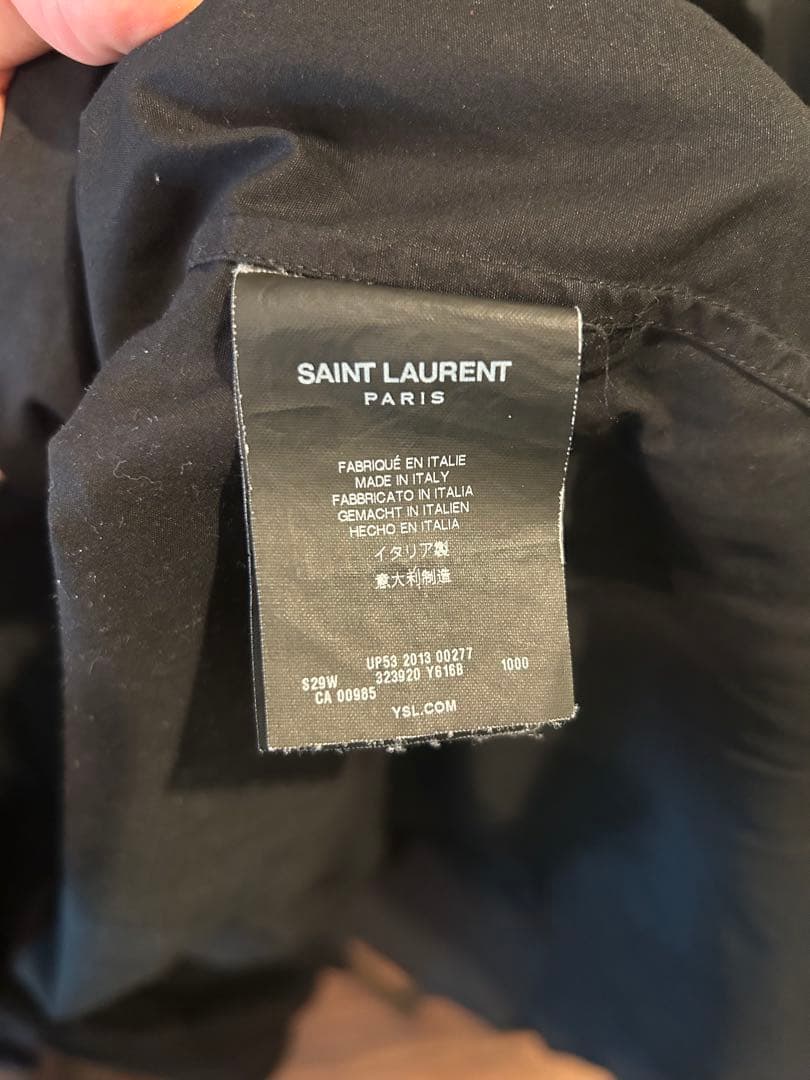 SAINT LAURENT
PARIS
FABRIQUÉ EN ITALIE
MADE IN ITALY
FABBRICATO IN ITALIA
GEMACHT IN ITALIEN
HECHO EN ITALIA
イタリア製
意大利制造
UP53 2013 00277
S29W 323920 Y616B 1000
CA 00985
YSL.COM